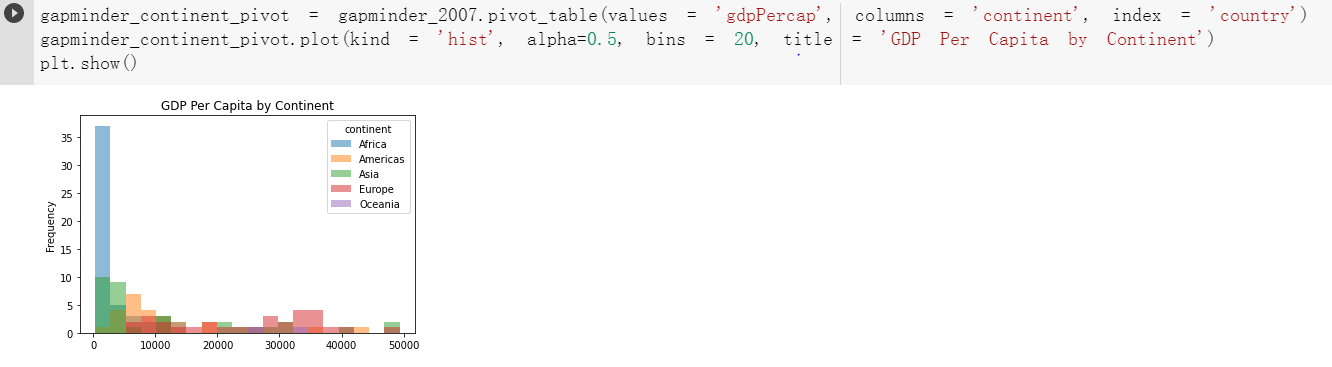 gapminder_continent_pivot = gapminder_2007.pivot_table(values = 'gdpPercap', columns = 'continent', index = 'country')
gapminder_continent_pivot.plot(kind = 'hist', alpha=0.5, bins = 20, title = 'GDP Per Capita by Continent')
plt.show()
GDP Per Capita by Continent
continent
Africa
Americas
Asia
Europe
Oceania
Frequency
35
30
25
20
15
10
5
0
0 10000 20000 30000 40000 50000